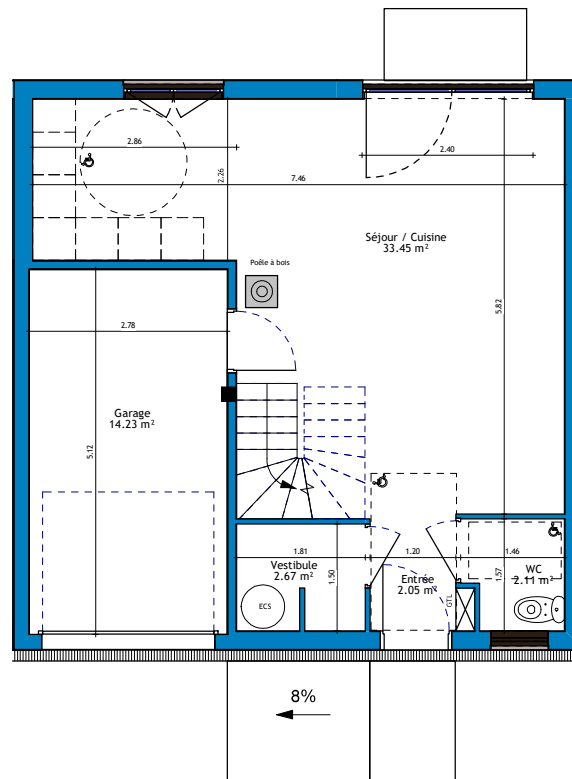 2.86
2.40
2.26
7.46
Séjour / Cuisine
33.45 m²
Poêle à bois
5.82
2.78
Garage
14.23 m²
5.12
1.81
1.20
1.46
Vestibule
2.67 m²
1.50
Entrée
2.05 m²
1.57
WC
2.11 m²
ECS
GTL
8%